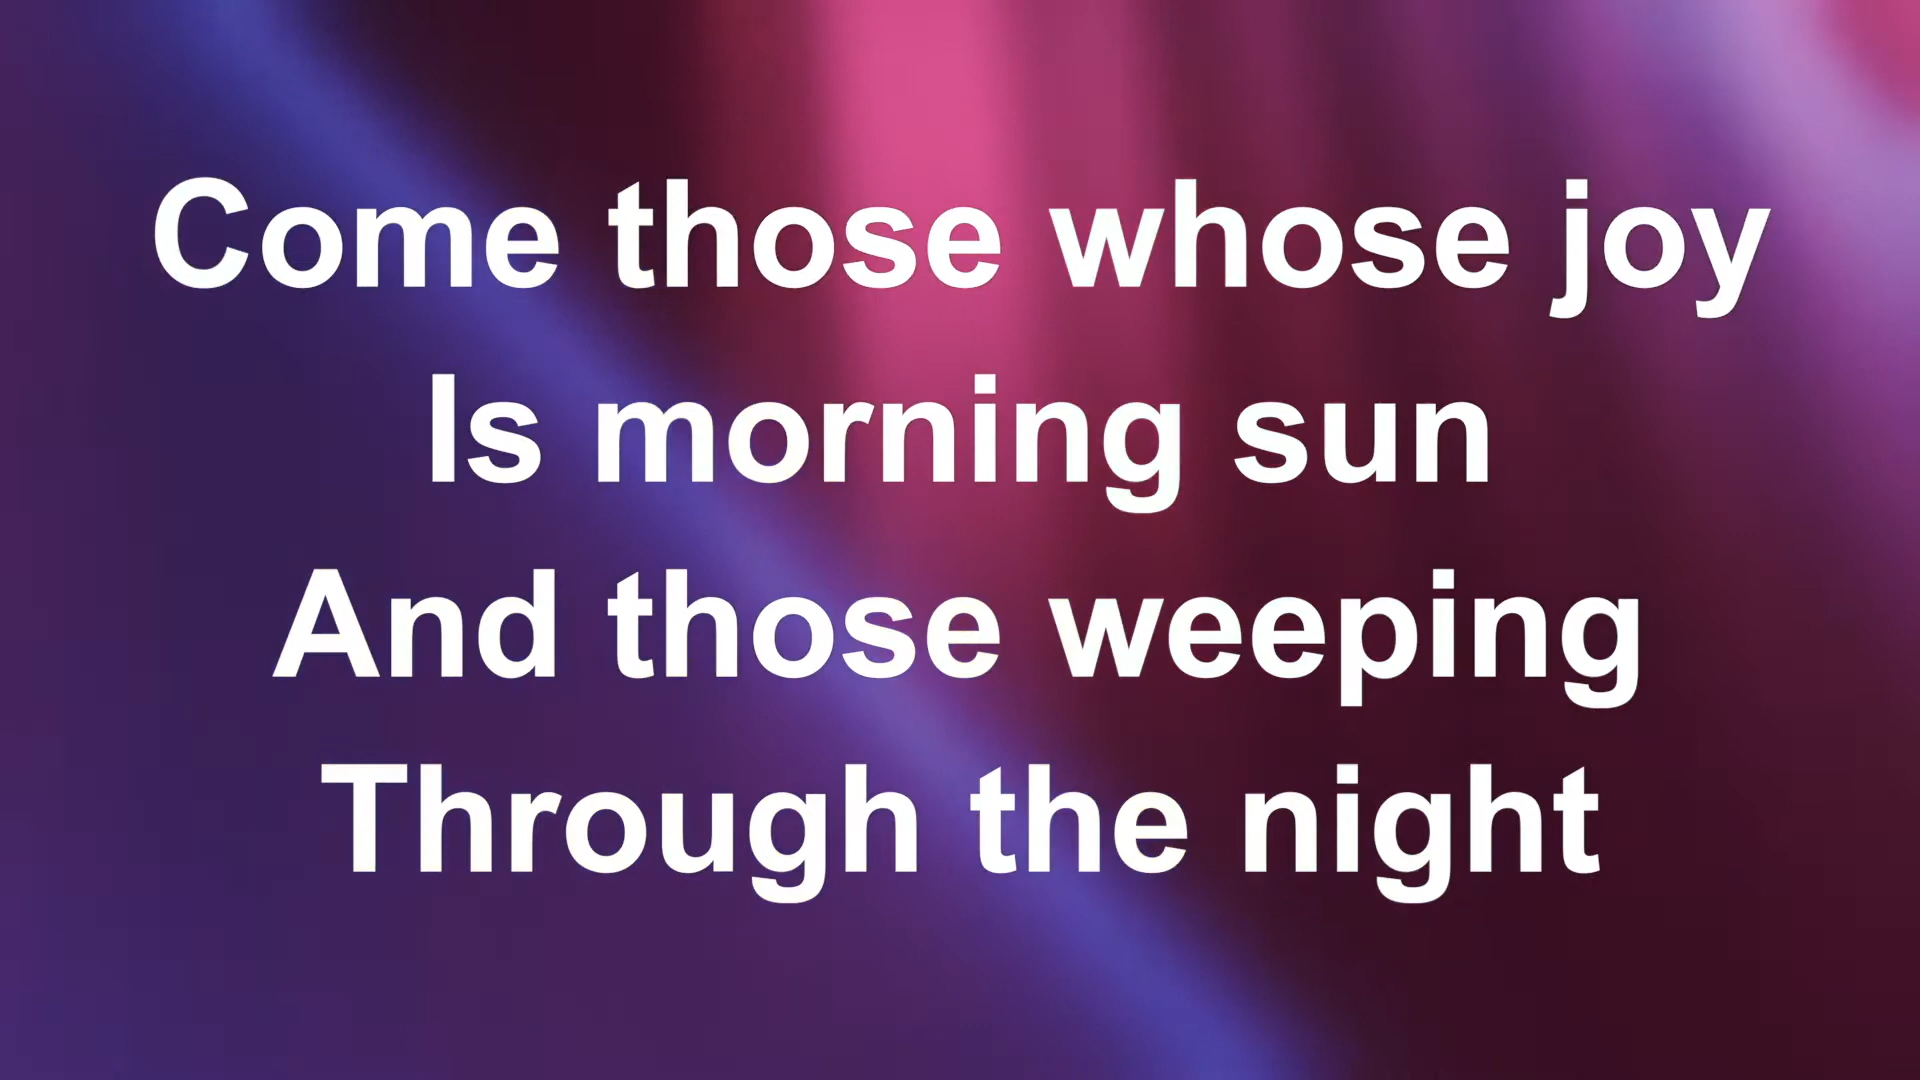 Come those whose joy
Is morning sun
And those weeping
Through the night